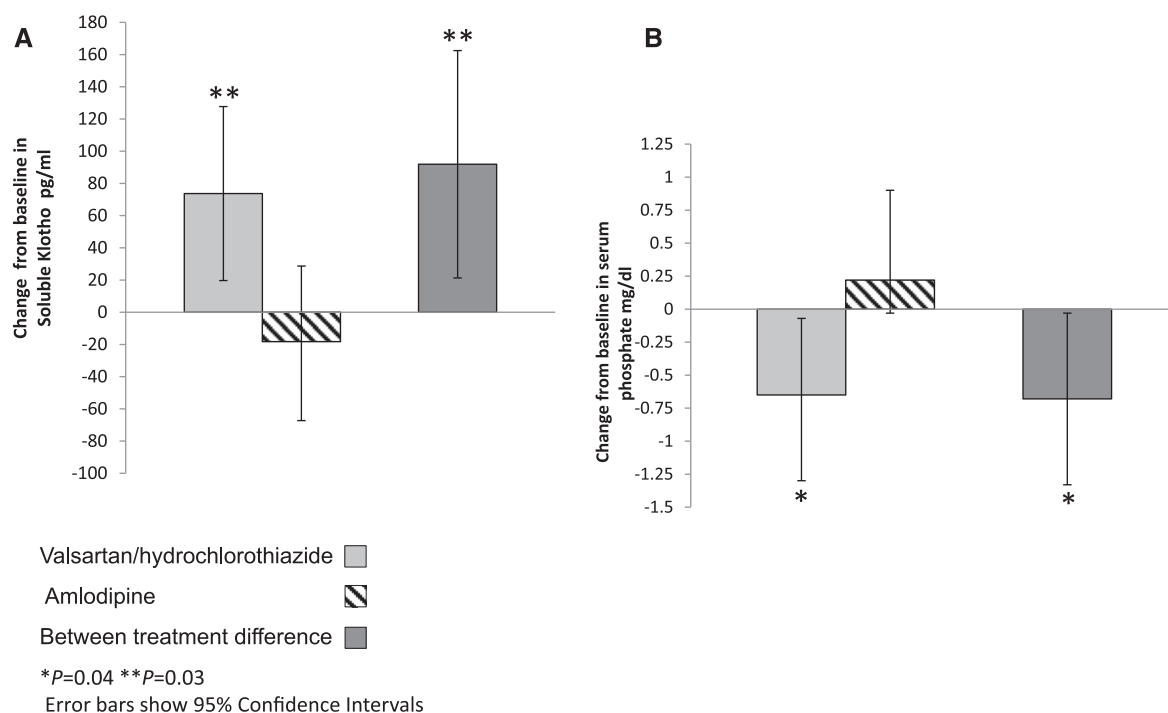 A
180
160
140
120
100
80
60
40
20
0
-20
-40
-60
-80
-100
Change from baseline in
Soluble Klotho pg/ml
**
**
B
1.25
1
0.75
0.5
0.25
0
-0.25
-0.5
-0.75
-1
-1.25
-1.5
Change from baseline in serum
phosphate mg/dl
*
*
Valsartan/hydrochlorothiazide
Amlodipine
Between treatment difference
*P=0.04 **P=0.03
Error bars show 95% Confidence Intervals